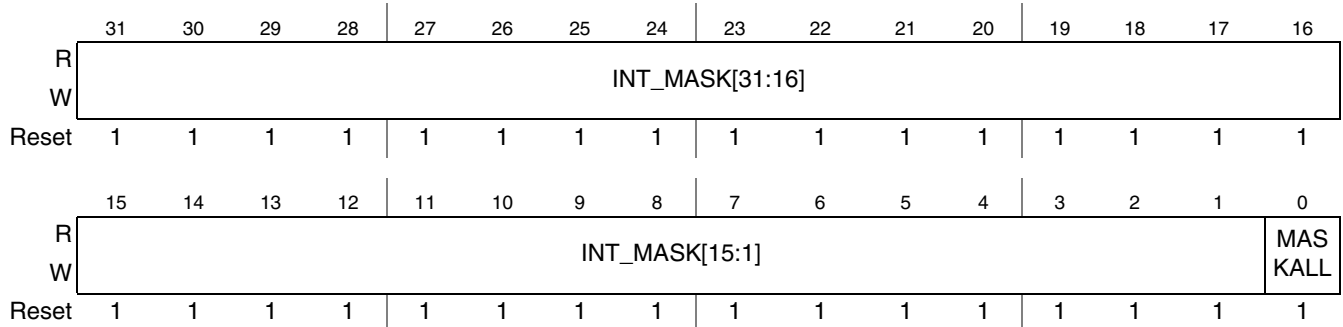 31 30 29 28 27 26 25 24 23 22 21 20 19 18 17 16
R
INT_MASK[31:16]
W
Reset 1 1 1 1 1 1 1 1 1 1 1 1 1 1 1 1
15 14 13 12 11 10 9 8 7 6 5 4 3 2 1 0
R
INT_MASK[15:1]
MAS
KALL
W
Reset 1 1 1 1 1 1 1 1 1 1 1 1 1 1 1 1